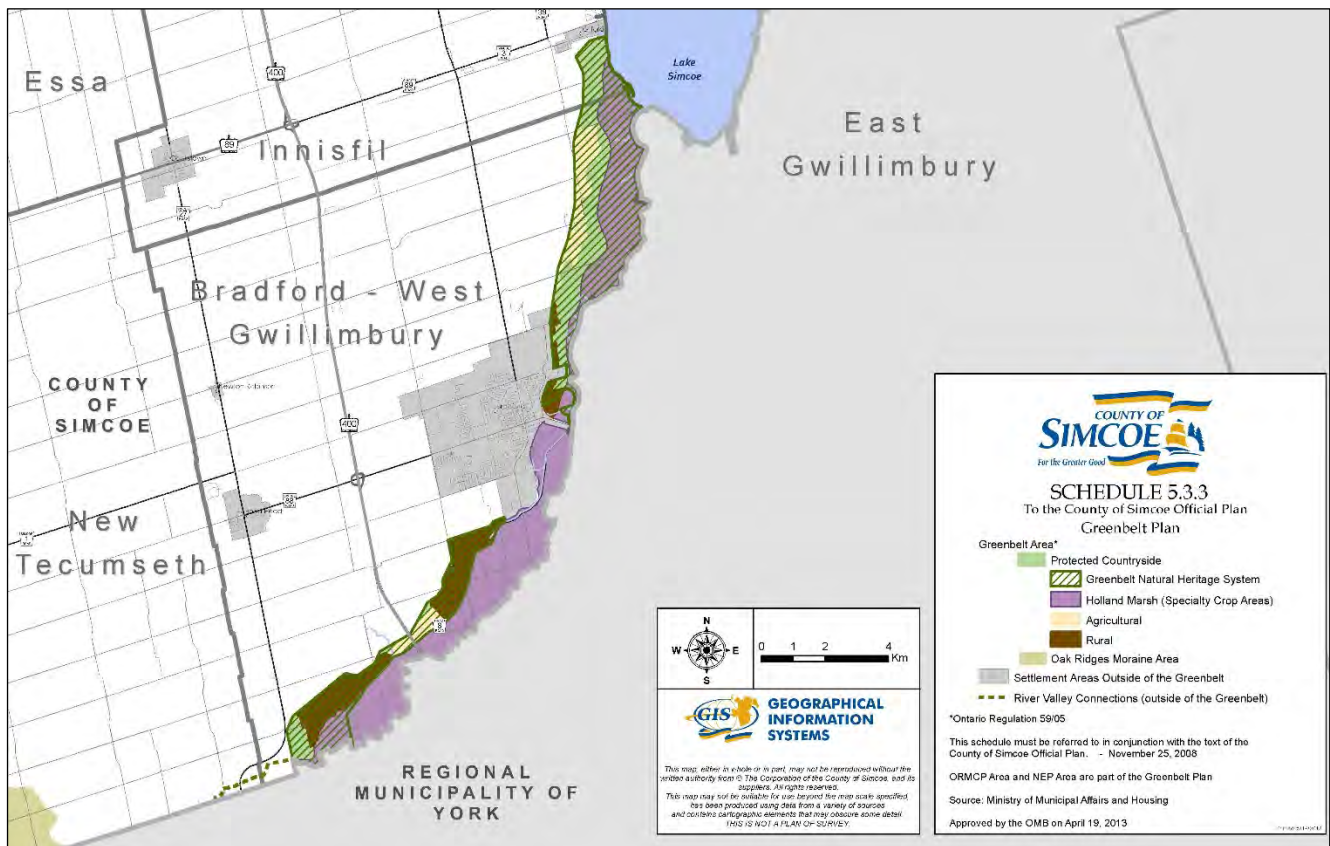 Essa
400
3
39
Lake
Simcoe
89
East
Gwillimbury
89
Innisfil
Bradford - West
Gwillimbury
COUNTY
OF
SIMCOE
400
88
New
Tecumseth
1
8
REGIONAL
MUNICIPALITY OF
YORK
N
W E
S
0 1 2 4
Km
GIS
GEOGRAPHICAL
INFORMATION
SYSTEMS
This map, either in whole or in part, may not be reproduced without the
written authority from © The Corporation of the County of Simcoe, and its
suppliers. All rights reserved.
This map may not be suitable for use beyond the map scale specified,
has been produced using data from a variety of sources
and contains cartographic elements that may obscure some detail.
THIS IS NOT A PLAN OF SURVEY.
COUNTY OF
SIMCOE
For the Greater Good
SCHEDULE 5.3.3
To the County of Simcoe Official Plan
Greenbelt Plan
Greenbelt Area*
Protected Countryside
Greenbelt Natural Heritage System
Holland Marsh (Specialty Crop Areas)
Agricultural
Rural
Oak Ridges Moraine Area
Settlement Areas Outside of the Greenbelt
River Valley Connections (outside of the Greenbelt)
*Ontario Regulation 59/05
This schedule must be referred to in conjunction with the text of the
County of Simcoe Official Plan. - November 25, 2008
ORMCP Area and NEP Area are part of the Greenbelt Plan
Source: Ministry of Municipal Affairs and Housing
Approved by the OMB on April 19, 2013